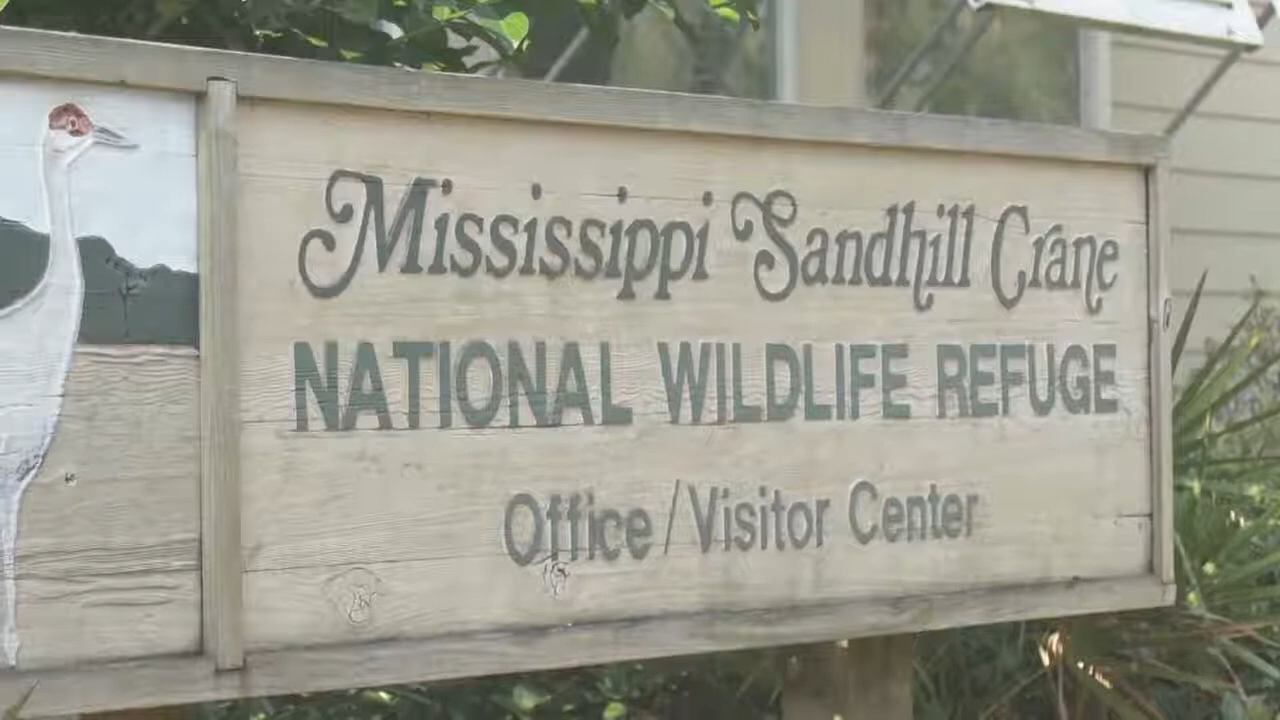 Mississippi Sandhill Crane
NATIONAL WILDLIFE REFUGE
Office/Visitor Center